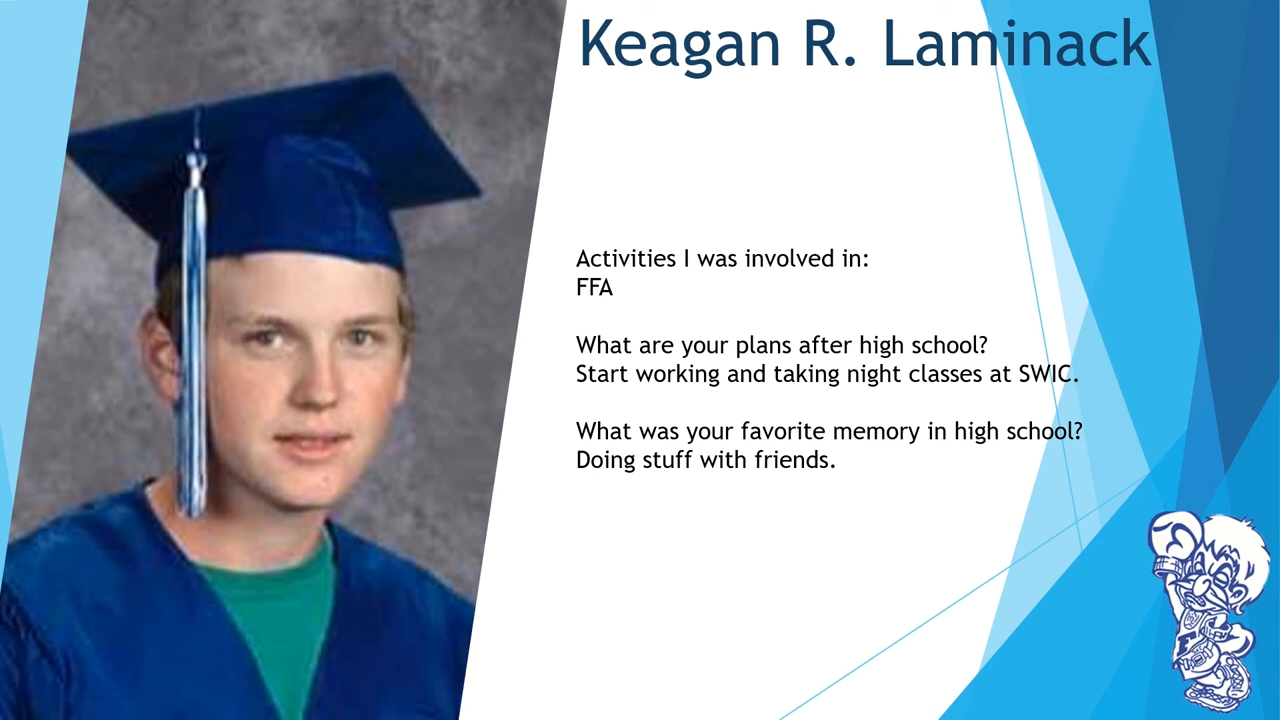 Keagan R. Laminack
Activities I was involved in:
FFA
What are your plans after high school?
Start working and taking night classes at SWIC.
What was your favorite memory in high school?
Doing stuff with friends.